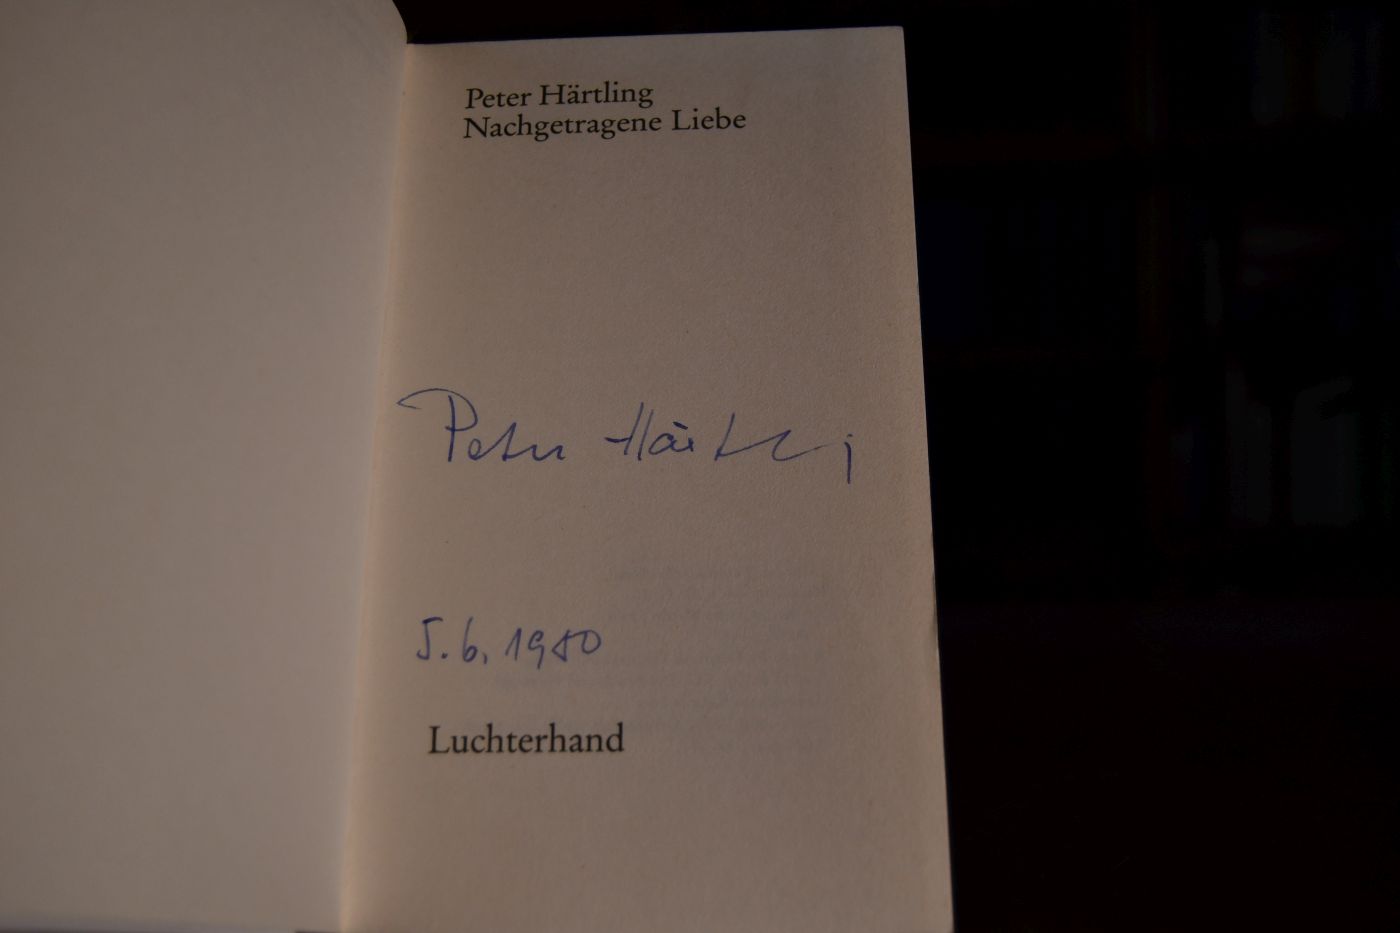 Peter Härtling
Nachgetragene Liebe
Peter Härtling
5.6.1980
Luchterhand